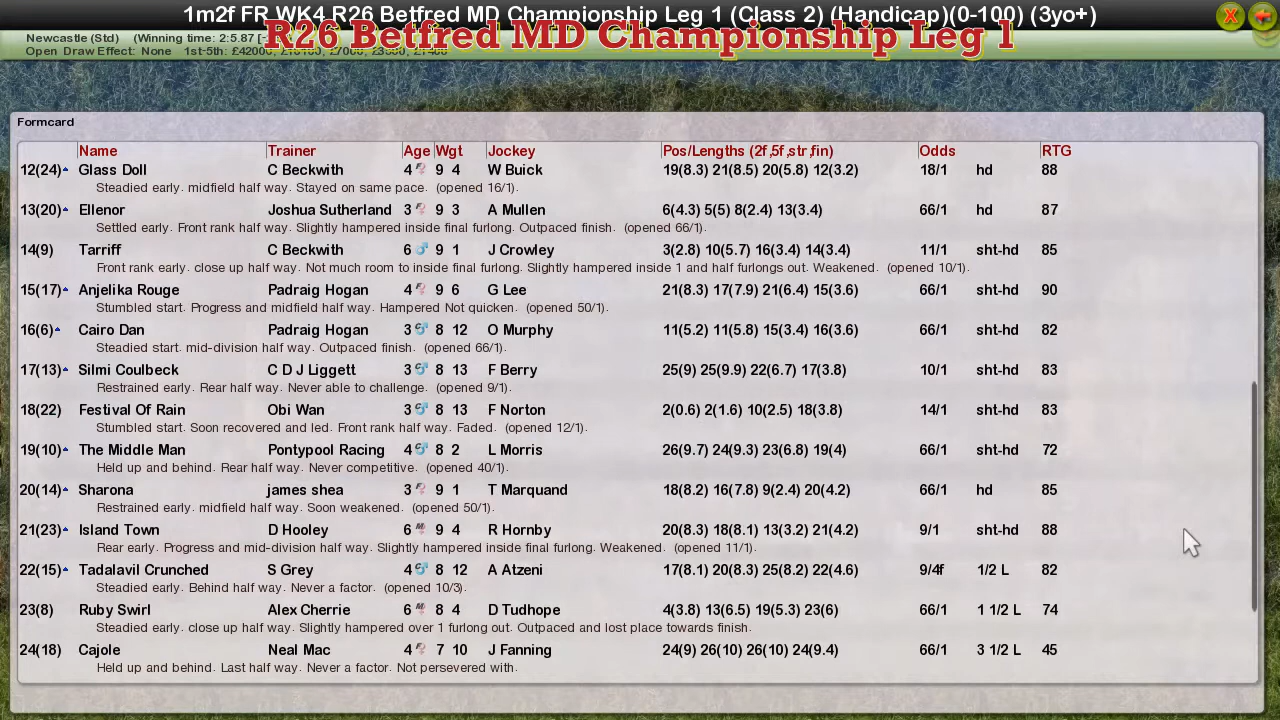 1m2f FR WK4 R26 Betfred MD Championship Leg 1 (Class 2) (Handicap)(0-100) (3yo+)
R26 Betfred MD Championship Leg 1
Newcastle (Std) (Winning time: 2:5.87
Open Draw Effect: None 1st-5th: £42000,
Formcard
Name Trainer Age Wgt Jockey Pos/Lengths (2f,5f,str,fin) Odds RTG
12(24) Glass Doll C Beckwith 4 9 4 W Buick 19(8.3) 21(8.5) 20(5.8) 12(3.2) 18/1 hd 88
Steadied early. midfield half way. Stayed on same pace. (opened 16/1).
13(20) Ellenor Joshua Sutherland 3 9 3 A Mullen 6(4.3) 5(5) 8(2.4) 13(3.4) 66/1 hd 87
Settled early. Front rank half way. Slightly hampered inside final furlong. Outpaced finish. (opened 66/1).
14(9) Tarriff C Beckwith 6 9 1 J Crowley 3(2.8) 10(5.7) 16(3.4) 14(3.4) 11/1 sht-hd 85
Front rank early. close up half way. Not much room to inside final furlong. Slightly hampered inside 1 and half furlongs out. Weakened. (opened 10/1).
15(17) Anjelika Rouge Padraig Hogan 4 9 6 G Lee 21(8.3) 17(7.9) 21(6.4) 15(3.6) 66/1 sht-hd 90
Stumbled start. Progress and midfield half way. Hampered Not quicken. (opened 50/1).
16(6) Cairo Dan Padraig Hogan 3 8 12 O Murphy 11(5.2) 11(5.8) 15(3.4) 16(3.6) 66/1 sht-hd 82
Steadied start. mid-division half way. Outpaced finish. (opened 66/1).
17(13) Silmi Coulbeck C D J Liggett 3 8 13 F Berry 25(9) 25(9.9) 22(6.7) 17(3.8) 10/1 sht-hd 83
Restrained early. Rear half way. Never able to challenge. (opened 9/1).
18(22) Festival Of Rain Obi Wan 3 8 13 F Norton 2(0.6) 2(1.6) 10(2.5) 18(3.8) 14/1 sht-hd 83
Stumbled start. Soon recovered and led. Front rank half way. Faded. (opened 12/1).
19(10) The Middle Man Pontypool Racing 4 8 2 L Morris 26(9.7) 24(9.3) 23(6.8) 19(4) 66/1 sht-hd 72
Held up and behind. Rear half way. Never competitive. (opened 40/1).
20(14) Sharona james shea 3 9 1 T Marquand 18(8.2) 16(7.8) 9(2.4) 20(4.2) 66/1 hd 85
Restrained early. midfield half way. Soon weakened. (opened 50/1).
21(23) Island Town D Hooley 6 9 4 R Hornby 20(8.3) 18(8.1) 13(3.2) 21(4.2) 9/1 sht-hd 88
Rear early. Progress and mid-division half way. Slightly hampered inside final furlong. Weakened. (opened 11/1).
22(15) Tadalavil Crunched S Grey 4 8 12 A Atzeni 17(8.1) 20(8.3) 25(8.2) 22(4.6) 9/4f 1/2 L 82
Steadied early. Behind half way. Never a factor. (opened 10/3).
23(8) Ruby Swirl Alex Cherrie 6 8 4 D Tudhope 4(3.8) 13(6.5) 19(5.3) 23(6) 66/1 1 1/2 L 74
Steadied early. close up half way. Slightly hampered over 1 furlong out. Outpaced and lost place towards finish.
24(18) Cajole Neal Mac 4 7 10 J Fanning 24(9) 26(10) 26(10) 24(9.4) 66/1 3 1/2 L 45
Held up and behind. Last half way. Never a factor. Not persevered with.